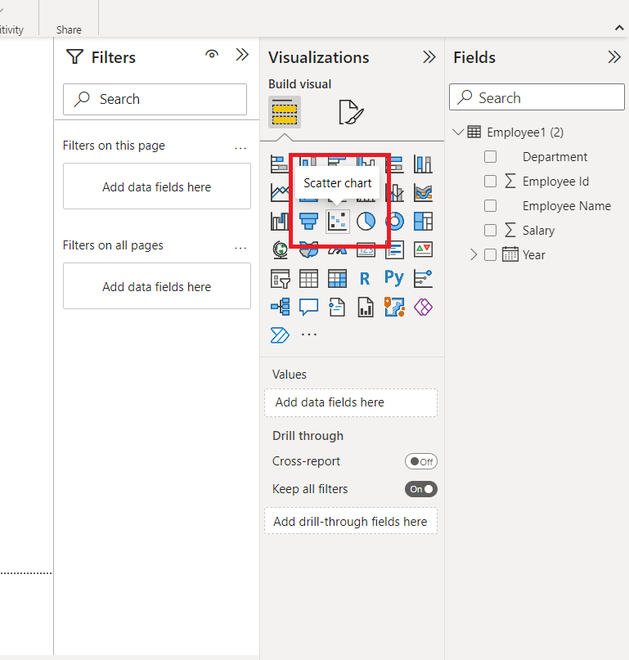 itivity
Share
Filters
Search
Filters on this page
...
Add data fields here
Filters on all pages
...
Add data fields here
Visualizations
Build visual
Scatter chart
123
R
Py
...
Values
Add data fields here
Drill through
Cross-report
Off
Keep all filters
On
Add drill-through fields here
Fields
Search
Employee1 (2)
Department
∑ Employee Id
Employee Name
∑ Salary
Year